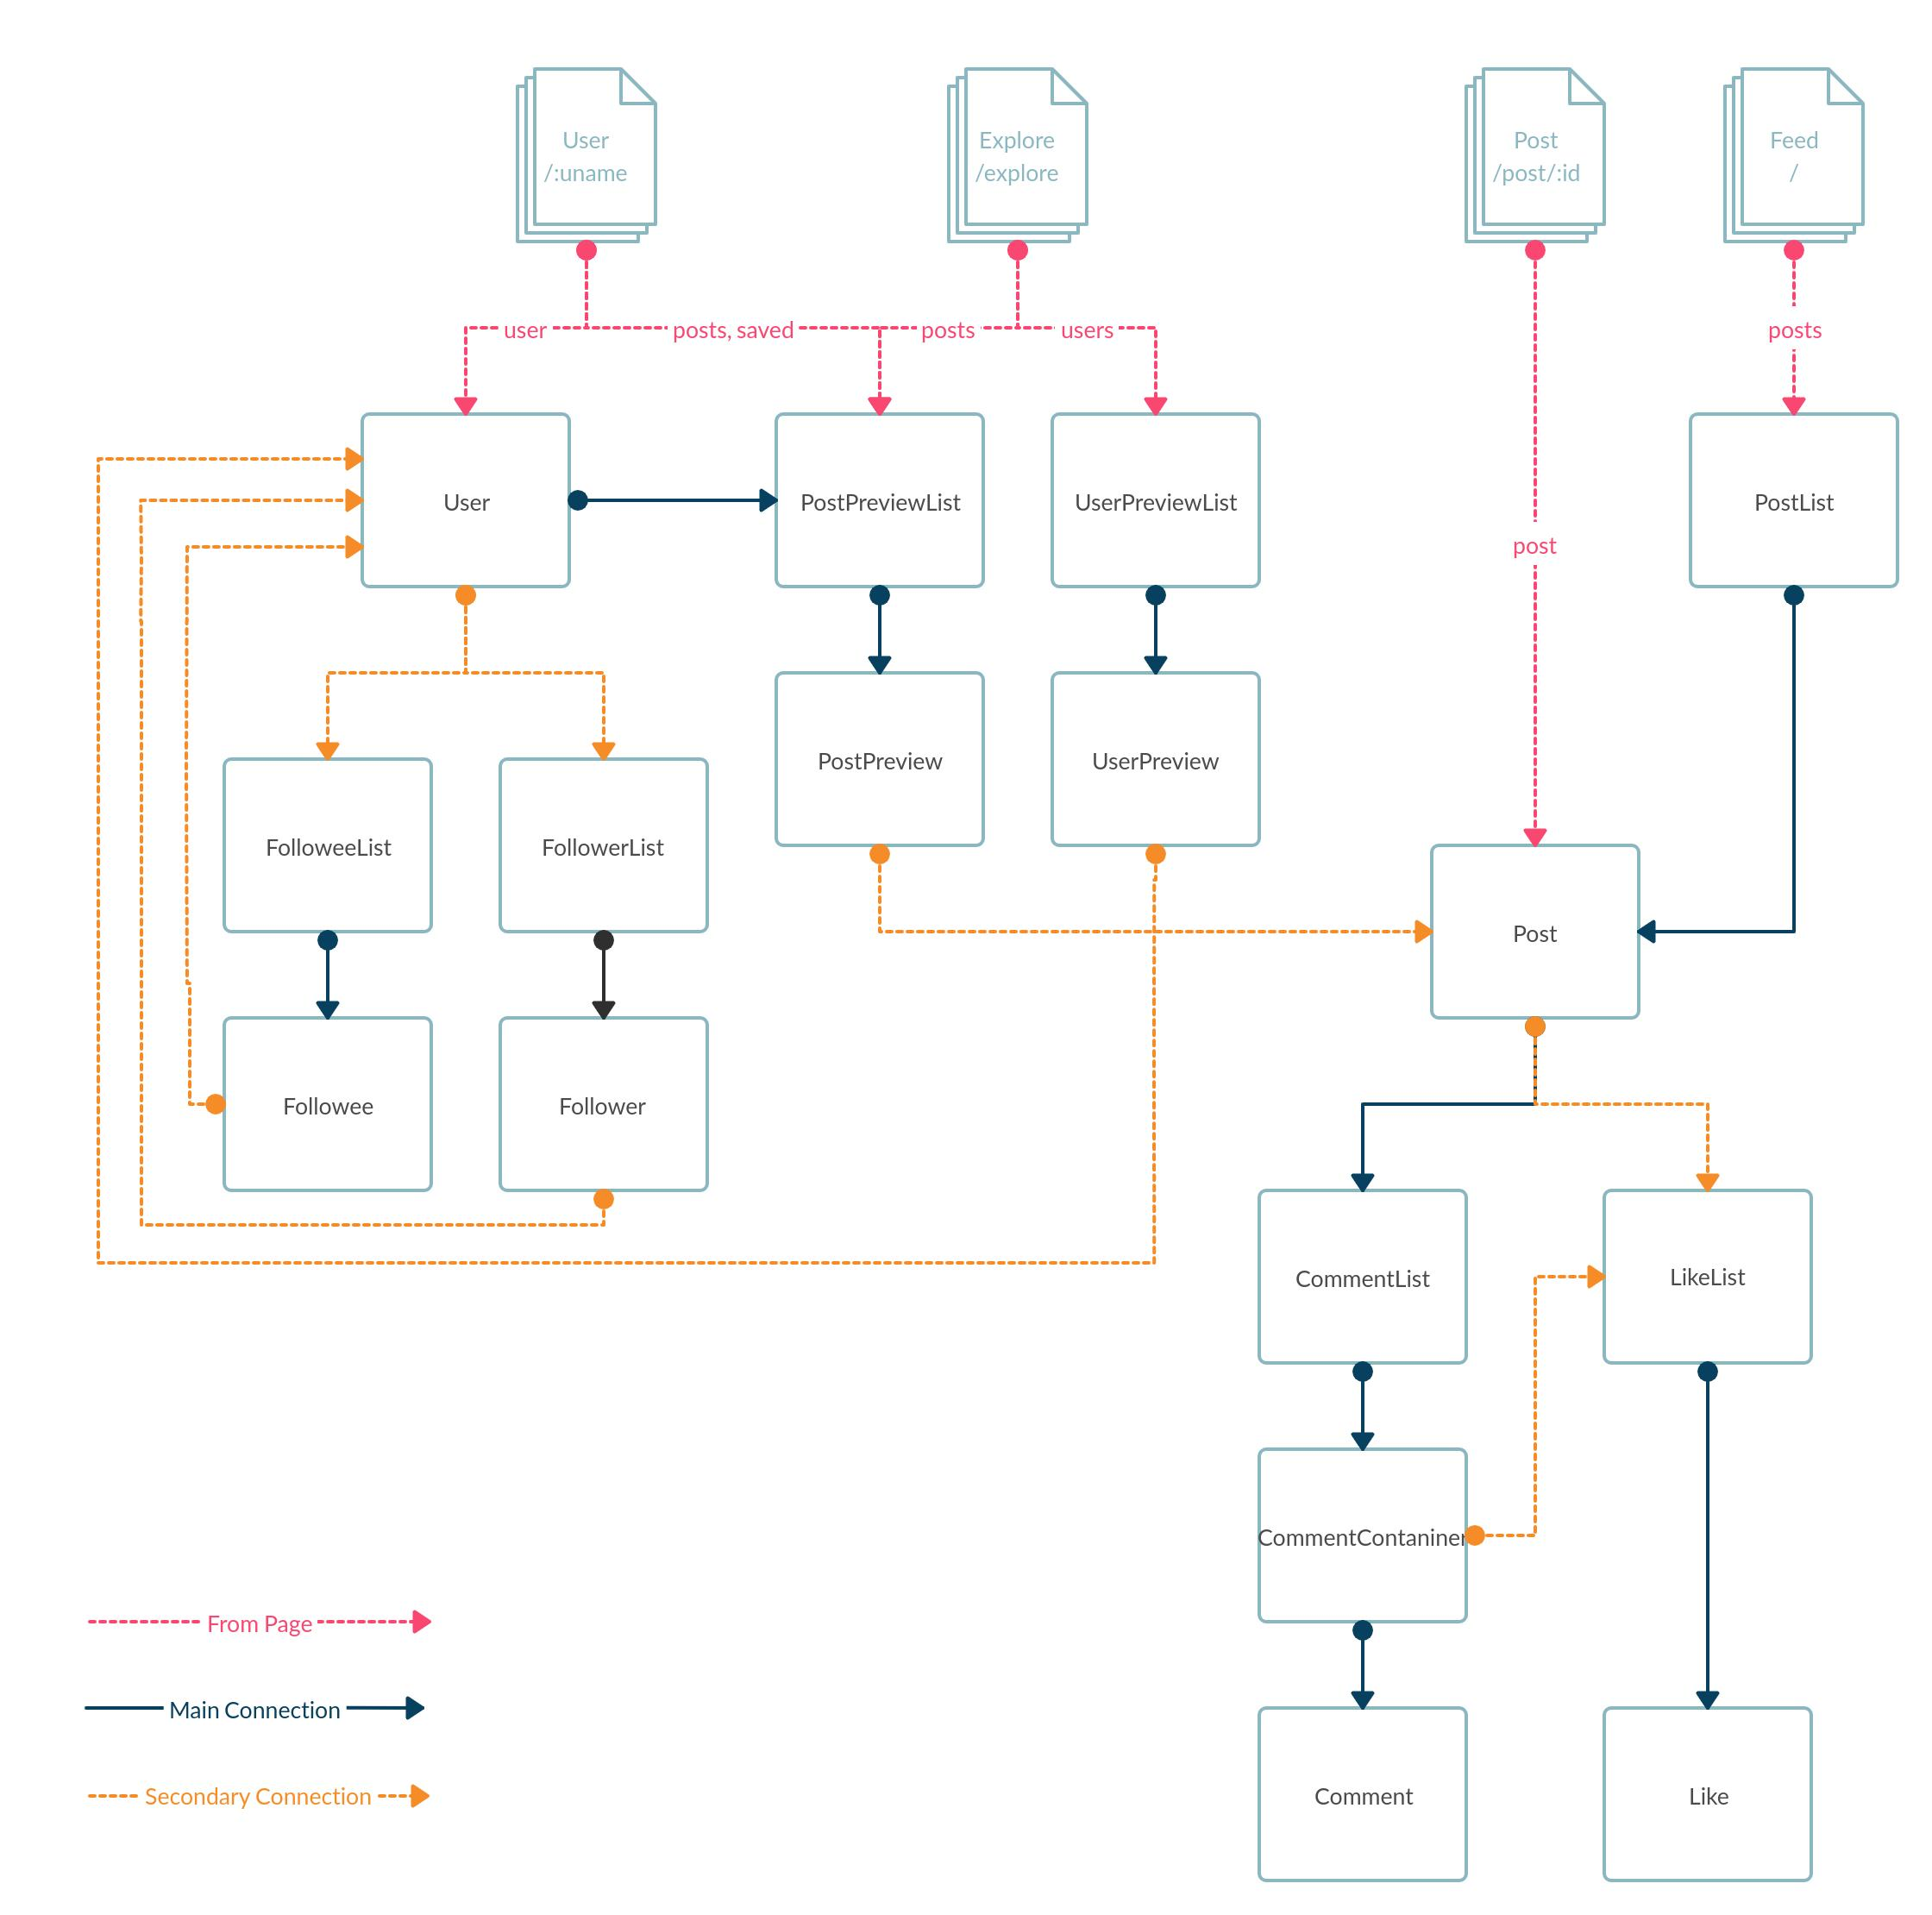 User
/:uname
Explore
/explore
Post
/post/:id
Feed
/
user
posts, saved
posts
users
posts
User
PostPreviewList
UserPreviewList
PostList
post
PostPreview
UserPreview
FolloweeList
FollowerList
Post
Followee
Follower
CommentList
LikeList
CommentContaniner
From Page
Main Connection
Secondary Connection
Comment
Like